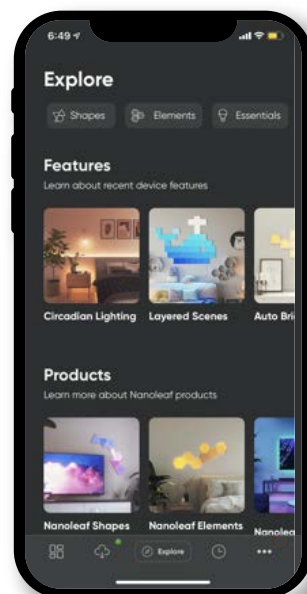 6:49
Explore
Shapes
Elements
Essentials
Features
Learn about recent device features
Circadian Lighting
Layered Scenes
Auto Bri
Products
Learn more about Nanoleaf products
Nanoleaf Shapes
Nanoleaf Elements
Nanoleaf
Explore